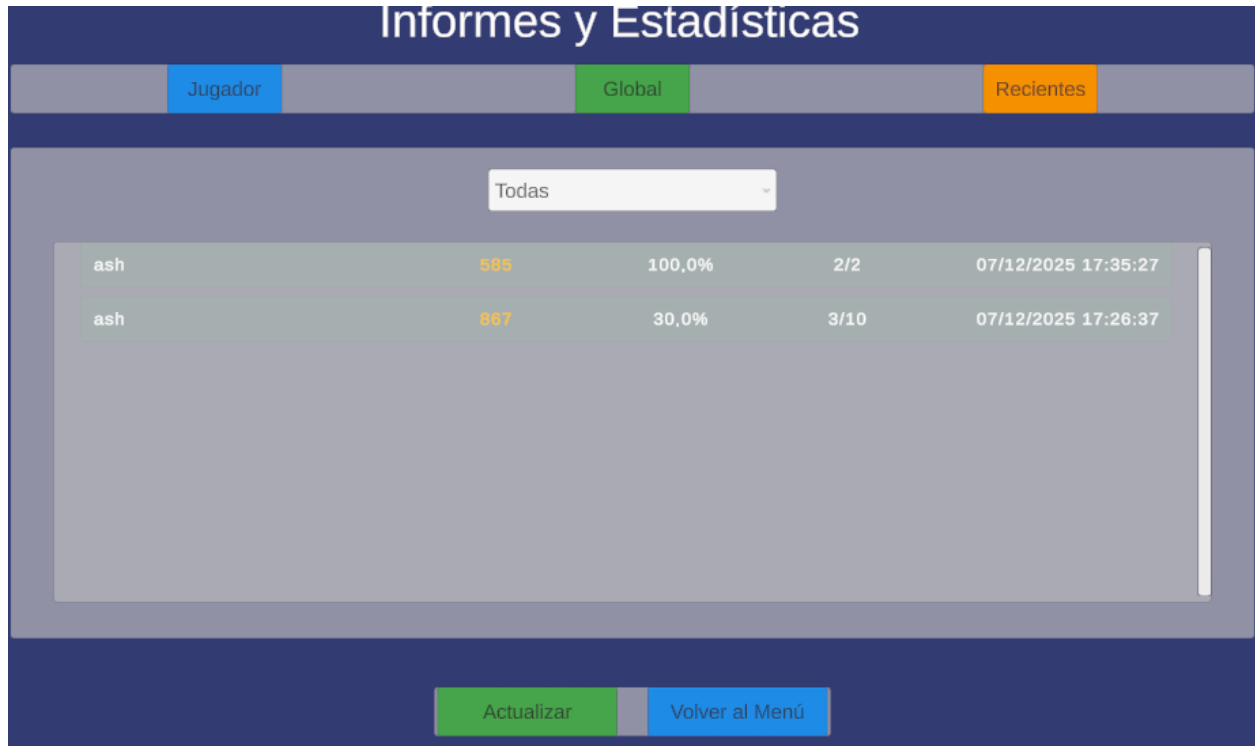 Informes y Estadísticas
Jugador Global Recientes
Todas
ash 585 100,0% 2/2 07/12/2025 17:35:27
ash 867 30,0% 3/10 07/12/2025 17:26:37
Actualizar Volver al Menú